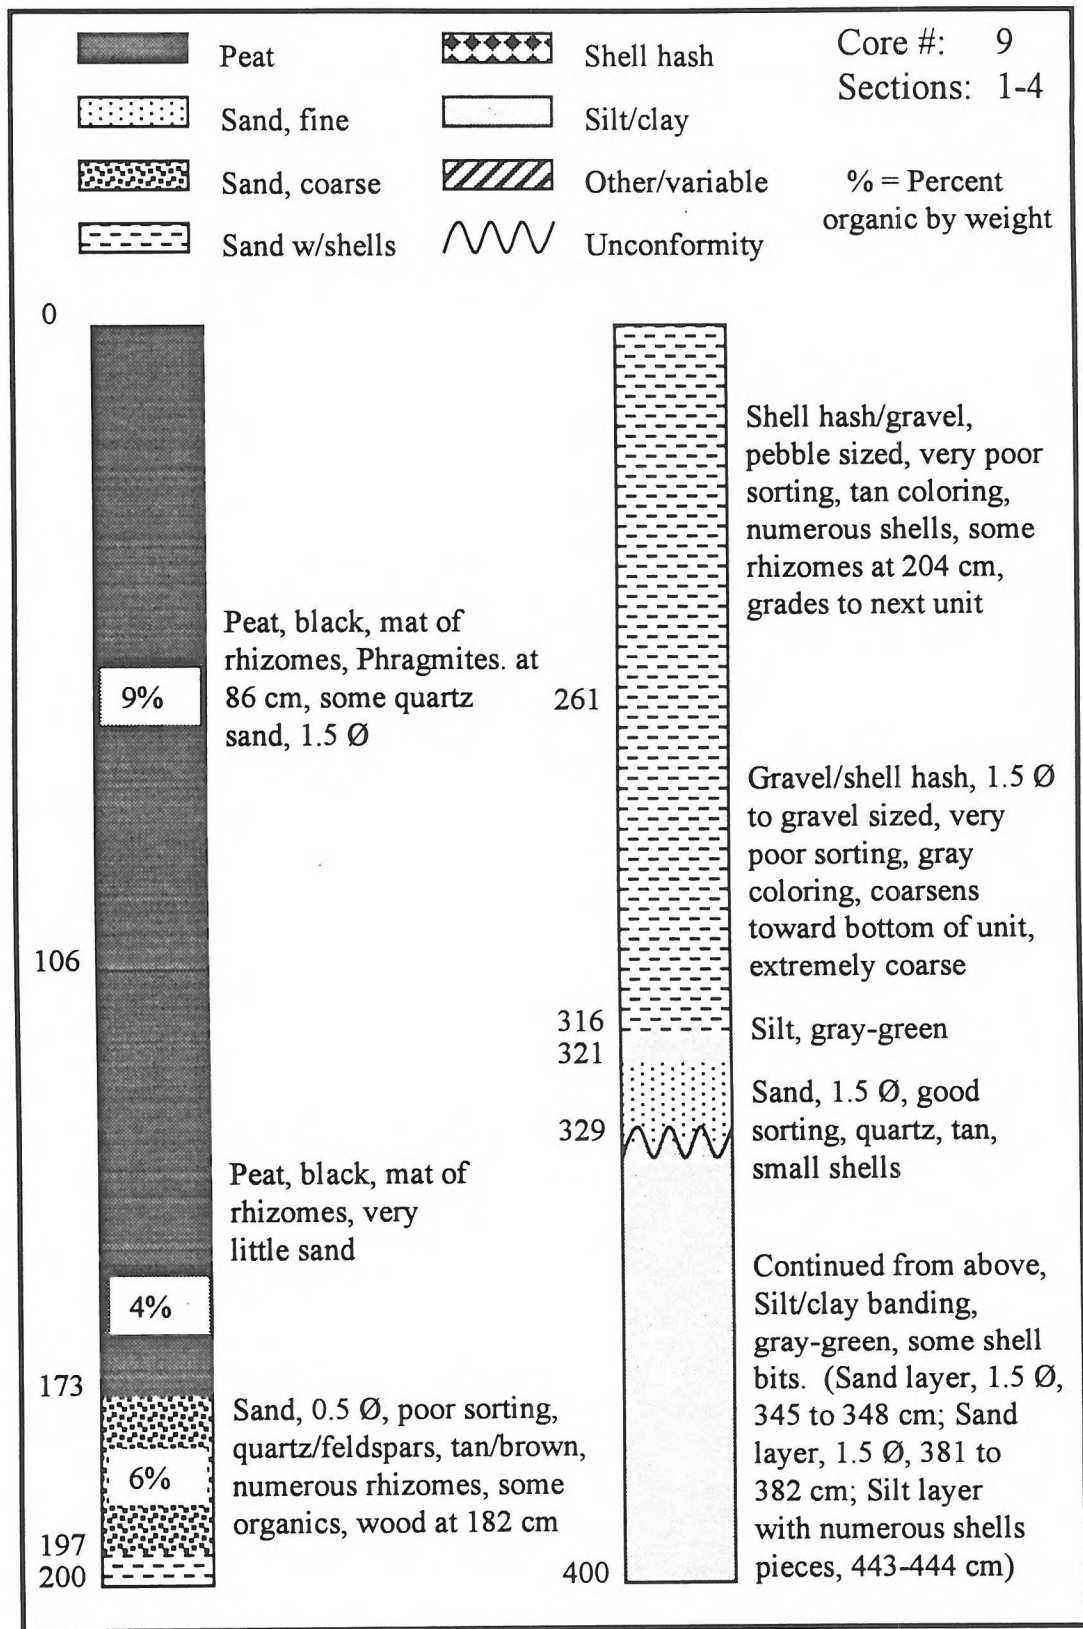 Core #: 9
Sections: 1-4
% = Percent
organic by weight
Peat
Sand, fine
Sand, coarse
Sand w/shells
Shell hash
Silt/clay
Other/variable
Unconformity
0
Peat, black, mat of
rhizomes, Phragmites. at
86 cm, some quartz
sand, 1.5 Ø
9%
106
Peat, black, mat of
rhizomes, very
little sand
4%
173
Sand, 0.5 Ø, poor sorting,
quartz/feldspars, tan/brown,
numerous rhizomes, some
organics, wood at 182 cm
6%
197
200
Shell hash/gravel,
pebble sized, very poor
sorting, tan coloring,
numerous shells, some
rhizomes at 204 cm,
grades to next unit
261
Gravel/shell hash, 1.5 Ø
to gravel sized, very
poor sorting, gray
coloring, coarsens
toward bottom of unit,
extremely coarse
316
Silt, gray-green
321
Sand, 1.5 Ø, good
sorting, quartz, tan,
small shells
329
Continued from above,
Silt/clay banding,
gray-green, some shell
bits. (Sand layer, 1.5 Ø,
345 to 348 cm; Sand
layer, 1.5 Ø, 381 to
382 cm; Silt layer
with numerous shells
pieces, 443-444 cm)
400